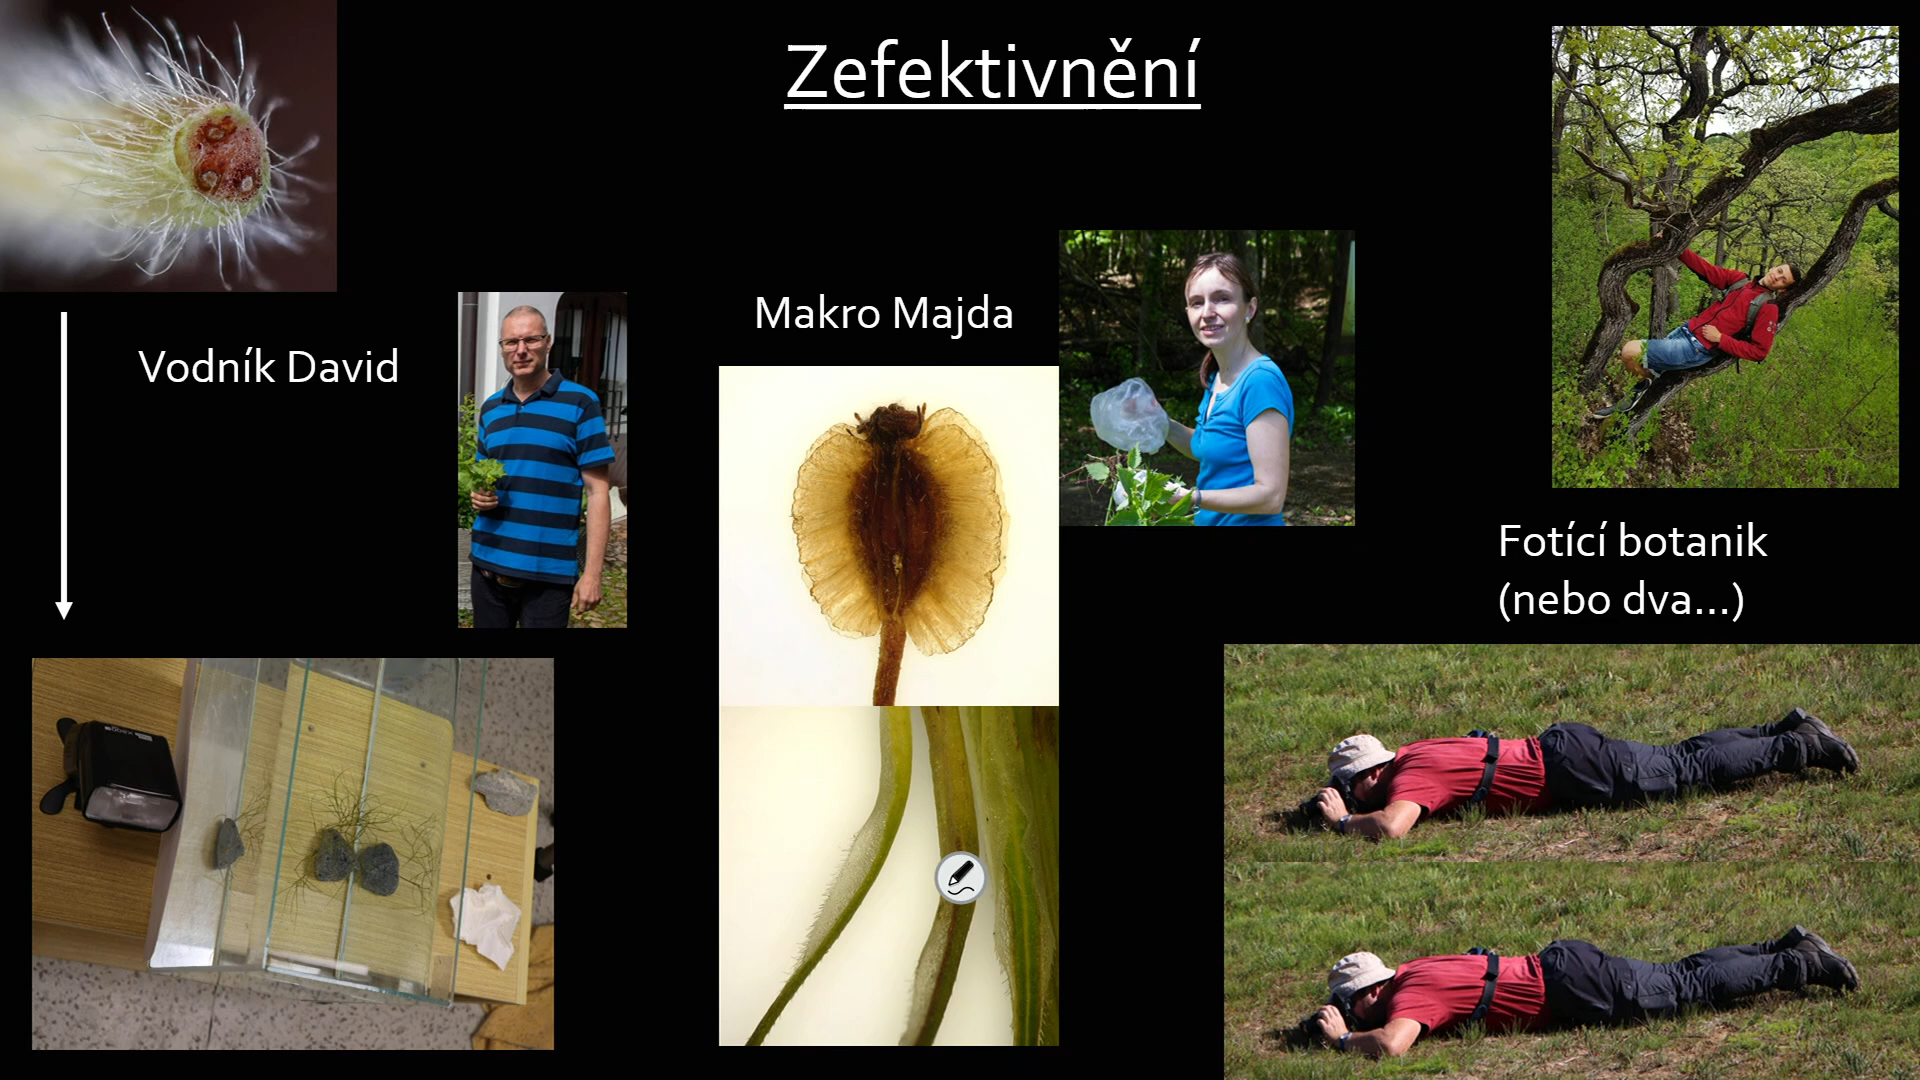 Zefektivnění
Vodník David
Makro Majda
Fotící botanik
(nebo dva...)